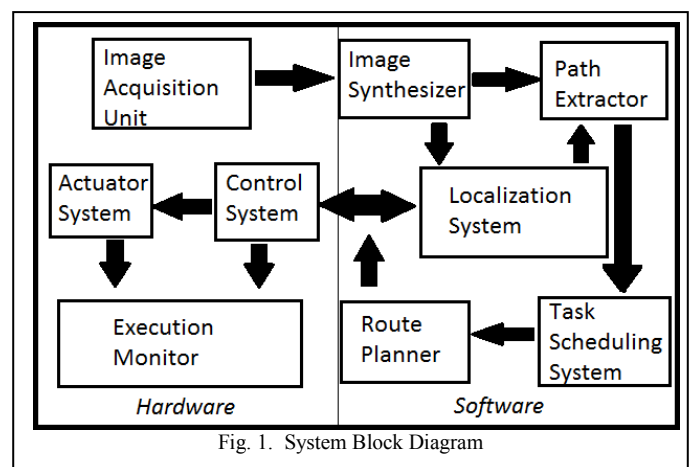 Image
Acquisition
Unit
Image
Synthesizer
Path
Extractor
Actuator
System
Control
System
Localization
System
Execution
Monitor
Route
Planner
Task
Scheduling
System
Hardware
Software
Fig. 1. System Block Diagram